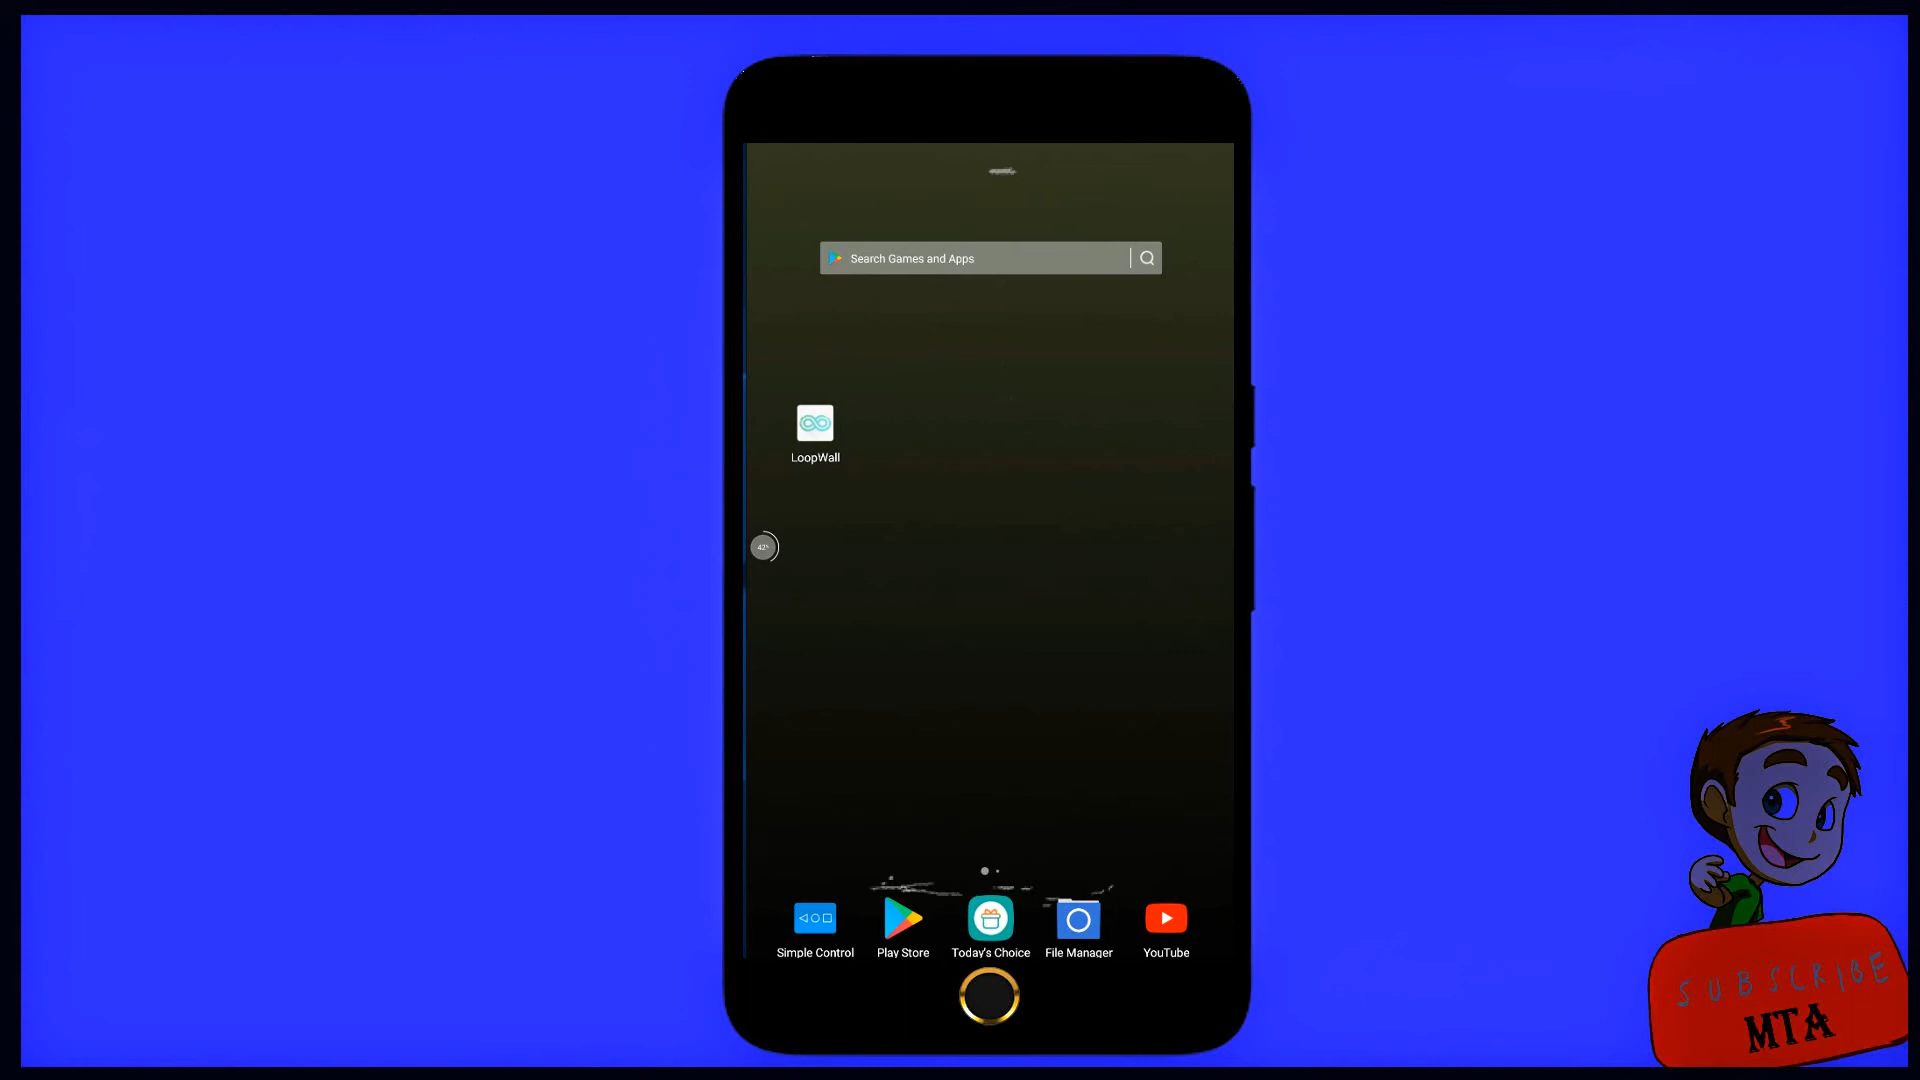 Search Games and Apps
LoopWall
42%
Simple Control
Play Store
Today's Choice
File Manager
YouTube
SUBSCRIBE
MTA